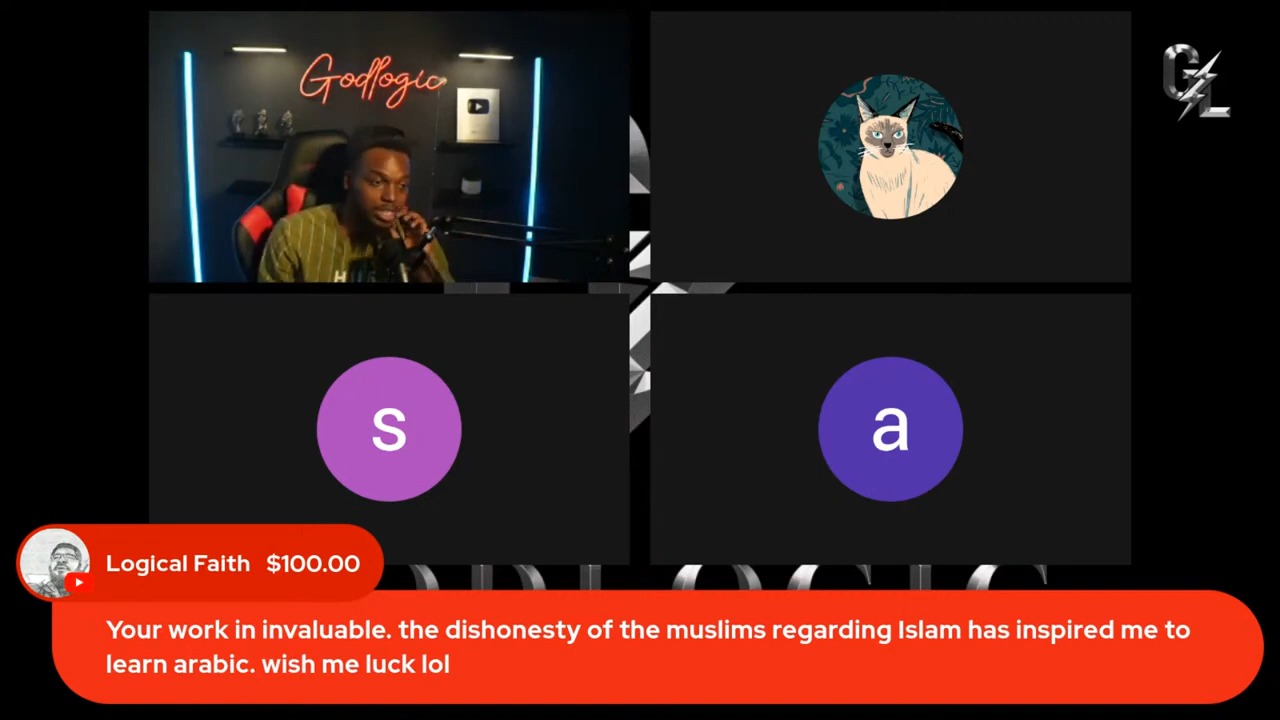 Godlogic
GL
s
a
Logical Faith $100.00
Your work in invaluable. the dishonesty of the muslims regarding Islam has inspired me to
learn arabic. wish me luck lol